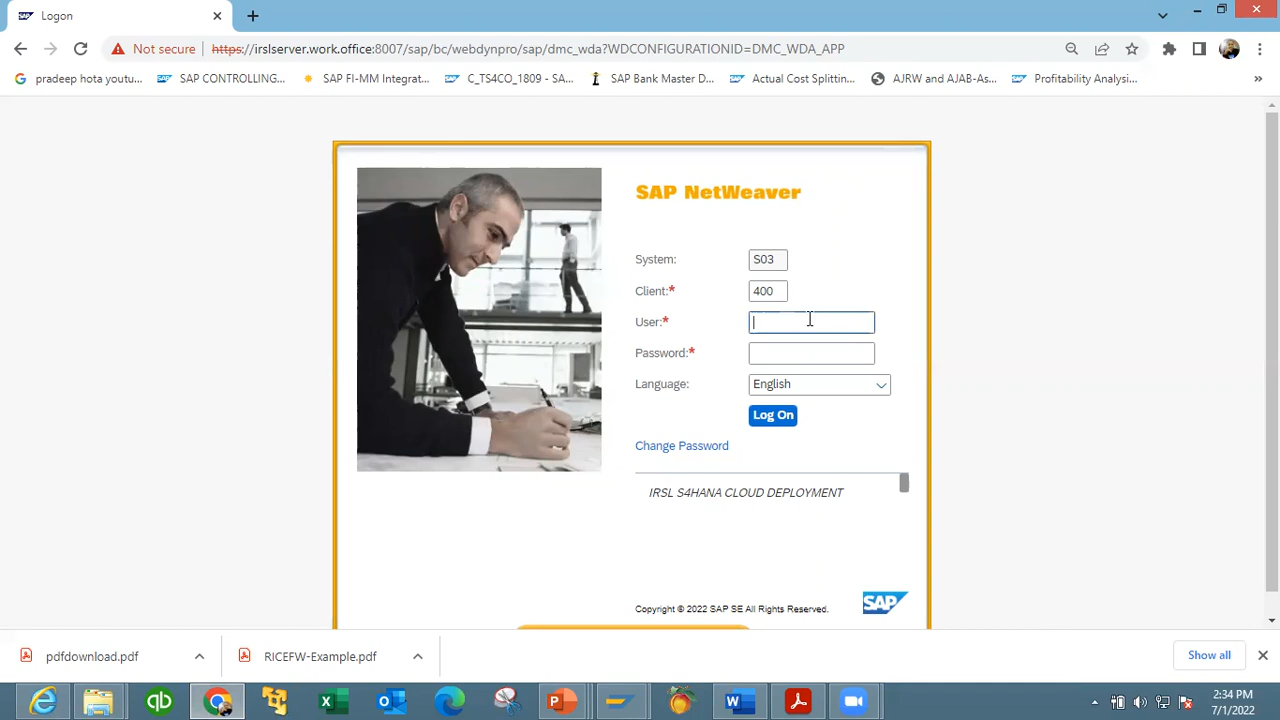 Logon
Not secure
https://irslserver.work.office:8007/sap/bc/webdynpro/sap/dmc_wda?WDCONFIGURATIONID=DMC_WDA_APP
pradeep hota youtu... SAP CONTROLLING... SAP FI-MM Integrat... C_TS4CO_1809 - SA... SAP Bank Master D... Actual Cost Splittin... AJRW and AJAB-As... Profitability Analysi... »
SAP NetWeaver
System: S03
Client:* 400
User:*
Password:*
Language: English
Log On
Change Password
IRSL S4HANA CLOUD DEPLOYMENT
Copyright © 2022 SAP SE All Rights Reserved. SAP
pdfdownload.pdf RICEFW-Example.pdf Show all
2:34 PM
7/1/2022